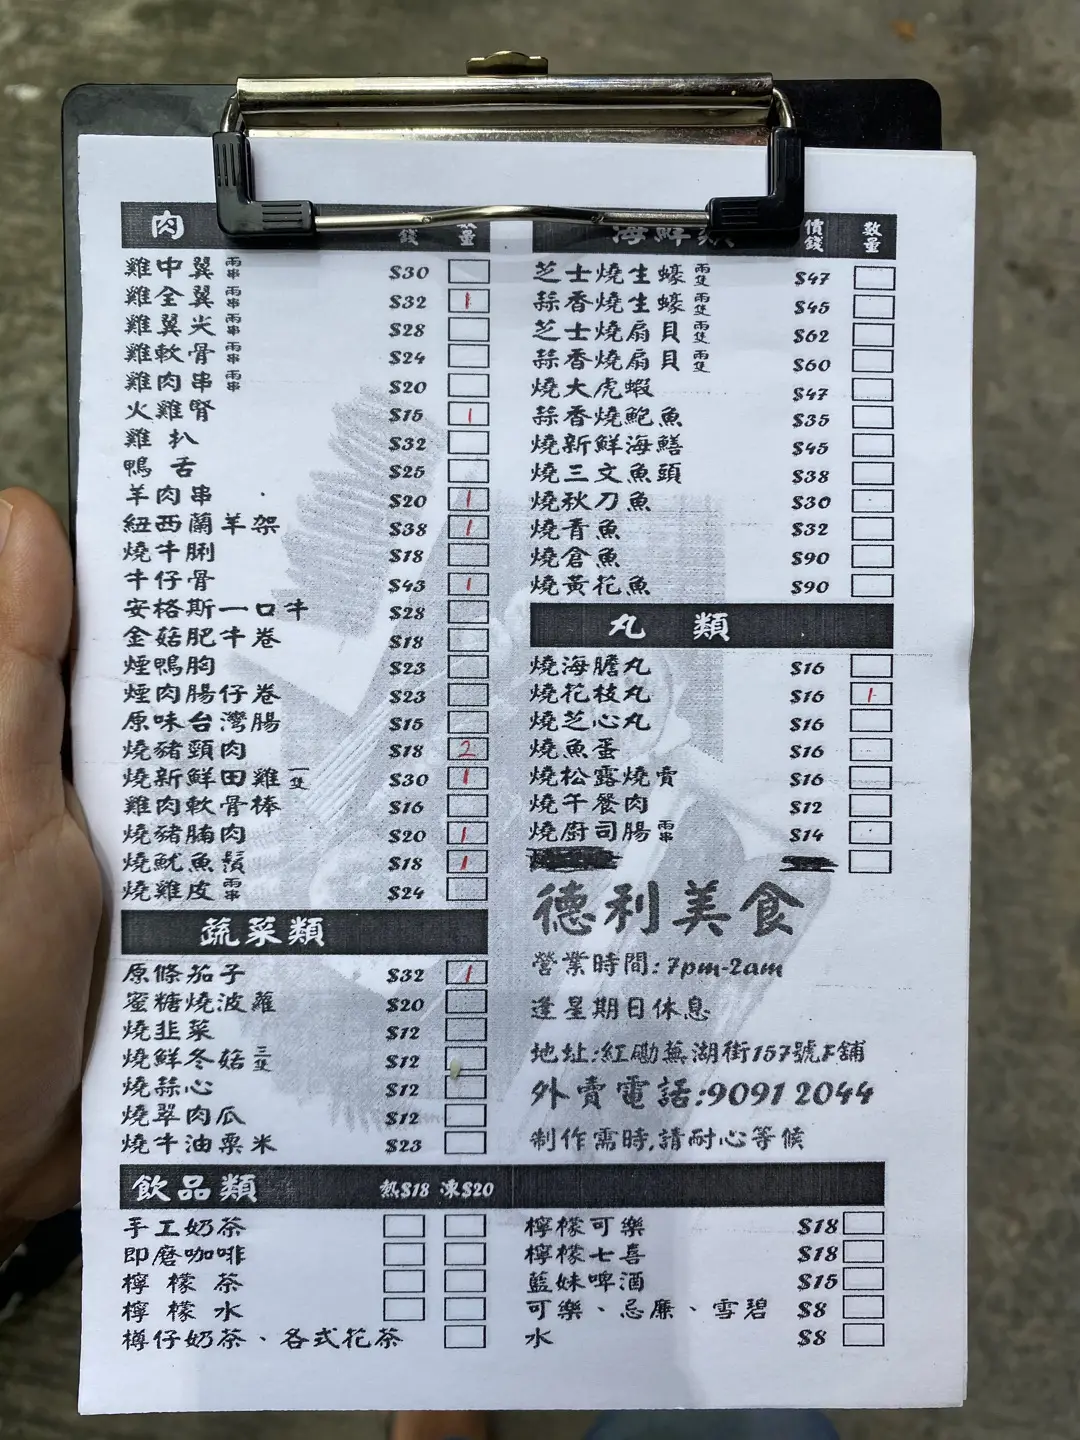 肉 錢 數量
雞中翼 兩串 $30
雞全翼 兩串 $32 1
雞翼尖 兩串 $28
雞軟骨 兩串 $24
雞肉串 兩串 $20
火雞腎 $15 1
雞扒 $32
鴨舌 $25
羊肉串 $20 1
紐西蘭羊架 $38 1
燒牛脷 $18
牛仔骨 $43 1
安格斯一口牛 $28
金菇肥牛卷 $18
煙鴨胸 $23
煙肉腸仔卷 $23
原味台灣腸 $15
燒豬頸肉 $18 2
燒新鮮田雞 一隻 $30 1
雞肉軟骨棒 $16
燒豬腩肉 $20 1
燒魷魚鬚 $18 1
燒雞皮 兩串 $24
蔬菜類
原條茄子 $32 1
蜜糖燒波蘿 $20
燒韭菜 $12
燒鮮冬菇 三隻 $12
燒蒜心 $12
燒翠肉瓜 $12
燒牛油粟米 $23
海鮮類 價錢 數量
芝士燒生蠔 兩隻 $47
蒜香燒生蠔 兩隻 $45
芝士燒扇貝 兩隻 $62
蒜香燒扇貝 兩隻 $60
燒大虎蝦 $47
蒜香燒鮑魚 $35
燒新鮮海鱔 $45
燒三文魚頭 $38
燒秋刀魚 $30
燒青魚 $32
燒倉魚 $90
燒黃花魚 $90
丸類
燒海膽丸 $16
燒花枝丸 $16 1
燒芝心丸 $16
燒魚蛋 $16
燒松露燒賣 $16
燒午餐肉 $12
燒廚司腸 兩串 $14
德利美食
營業時間:7pm-2am
逢星期日休息
地址:紅磡蕪湖街157號F舖
外賣電話:9091 2044
制作需時,請耐心等候
飲品類 熱$18 凍$20
手工奶茶
即磨咖啡
檸檬茶
檸檬水
樽仔奶茶、各式花茶
檸檬可樂 $18
檸檬七喜 $18
藍妹啤酒 $15
可樂、忌廉、雪碧 $8
水 $8